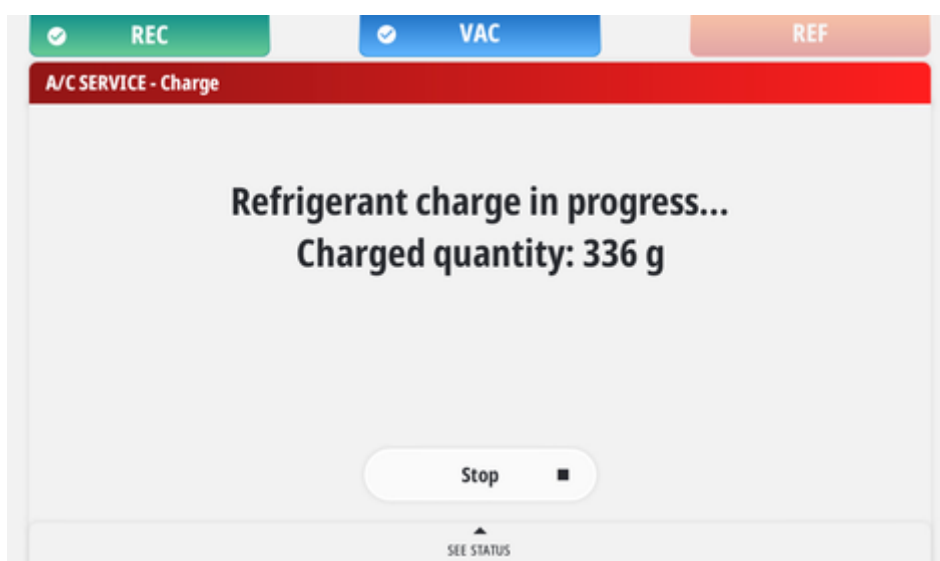 REC
VAC
REF
A/C SERVICE - Charge
Refrigerant charge in progress...
Charged quantity: 336 g
Stop
SEE STATUS